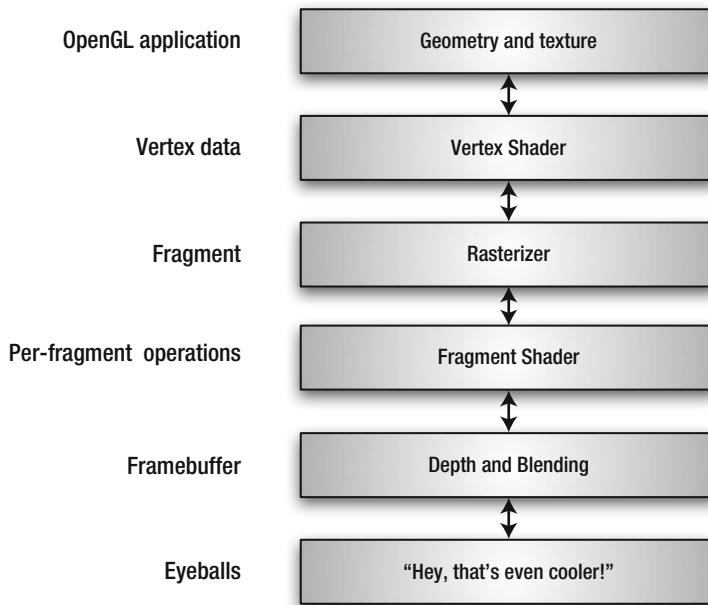 OpenGL application
Geometry and texture
Vertex data
Vertex Shader
Fragment
Rasterizer
Per-fragment operations
Fragment Shader
Framebuffer
Depth and Blending
Eyeballs
“Hey, that’s even cooler!”